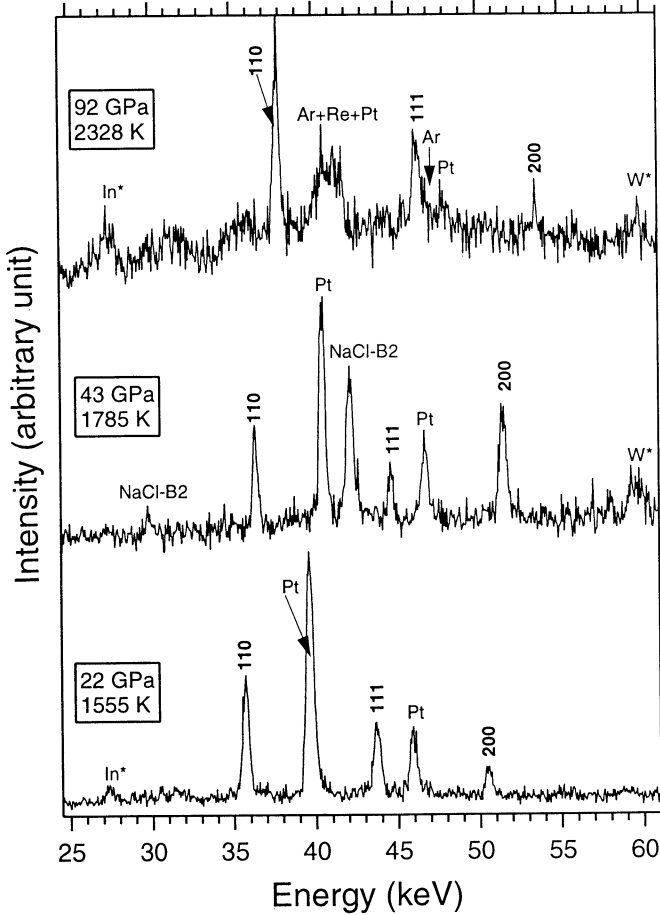 110
92 GPa
2328 K
Ar+Re+Pt
111
Ar
Pt
200
In*
W*
Pt
NaCl-B2
43 GPa
1785 K
110
111
Pt
200
W*
NaCl-B2
Pt
22 GPa
1555 K
110
111
Pt
200
In*
Intensity (arbitrary unit)
25 30 35 40 45 50 55 60
Energy (keV)